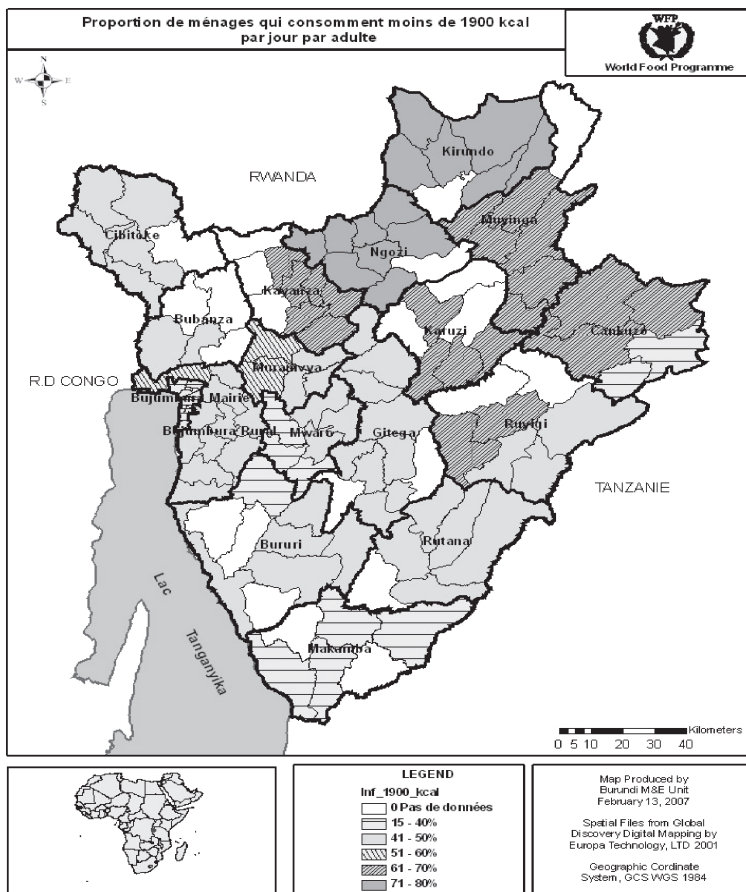 Proportion de ménages qui consomment moins de 1900 kcal
par jour par adulte
WFP
World Food Programme
N
W E
S
RWANDA
Kirundo
Muyinga
Cibitoke
Ngozi
Kayanza
Bubanza
Karuzi
Cankuzo
Muramvya
R.D CONGO
Bujumbura Mairie
Bujumbura Rural
Mwaro
Gitega
Ruyigi
TANZANIE
Bururi
Rutana
Lac
Tanganyika
Makamba
Kilometers
0 5 10 20 30 40
LEGEND
Inf_1900_kcal
0 Pas de données
15 - 40%
41 - 50%
51 - 60%
61 - 70%
71 - 80%
Map Produced by
Burundi M&E Unit
February 13, 2007
Spatial Files from Global
Discovery Digital Mapping by
Europa Technology, LTD 2001
Geographic Cordinate
System, GCS WGS 1984